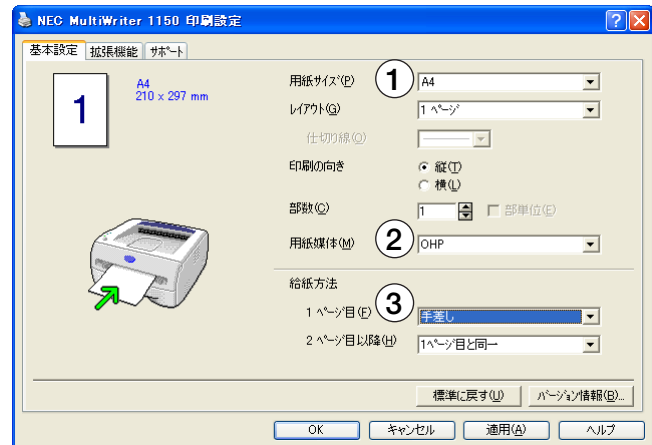 NEC MultiWriter 1150 印刷設定
基本設定 拡張機能 ｻﾎﾟｰﾄ
1
A4
210 x 297 mm
用紙ｻｲｽﾞ(P) ① A4
ﾚｲｱｳﾄ(G) 1 ﾍﾟｰｼﾞ
仕切り線(O)
印刷の向き 縦(T)
横(L)
部数(C) 1 部単位(E)
用紙媒体(M) ② OHP
給紙方法
1 ﾍﾟｰｼﾞ目(F) ③ 手差し
2 ﾍﾟｰｼﾞ目以降(H) 1ﾍﾟｰｼﾞ目と同一
標準に戻す(U) ﾊﾞｰｼﾞｮﾝ情報(B)...
OK キャンセル 適用(A) ヘルプ